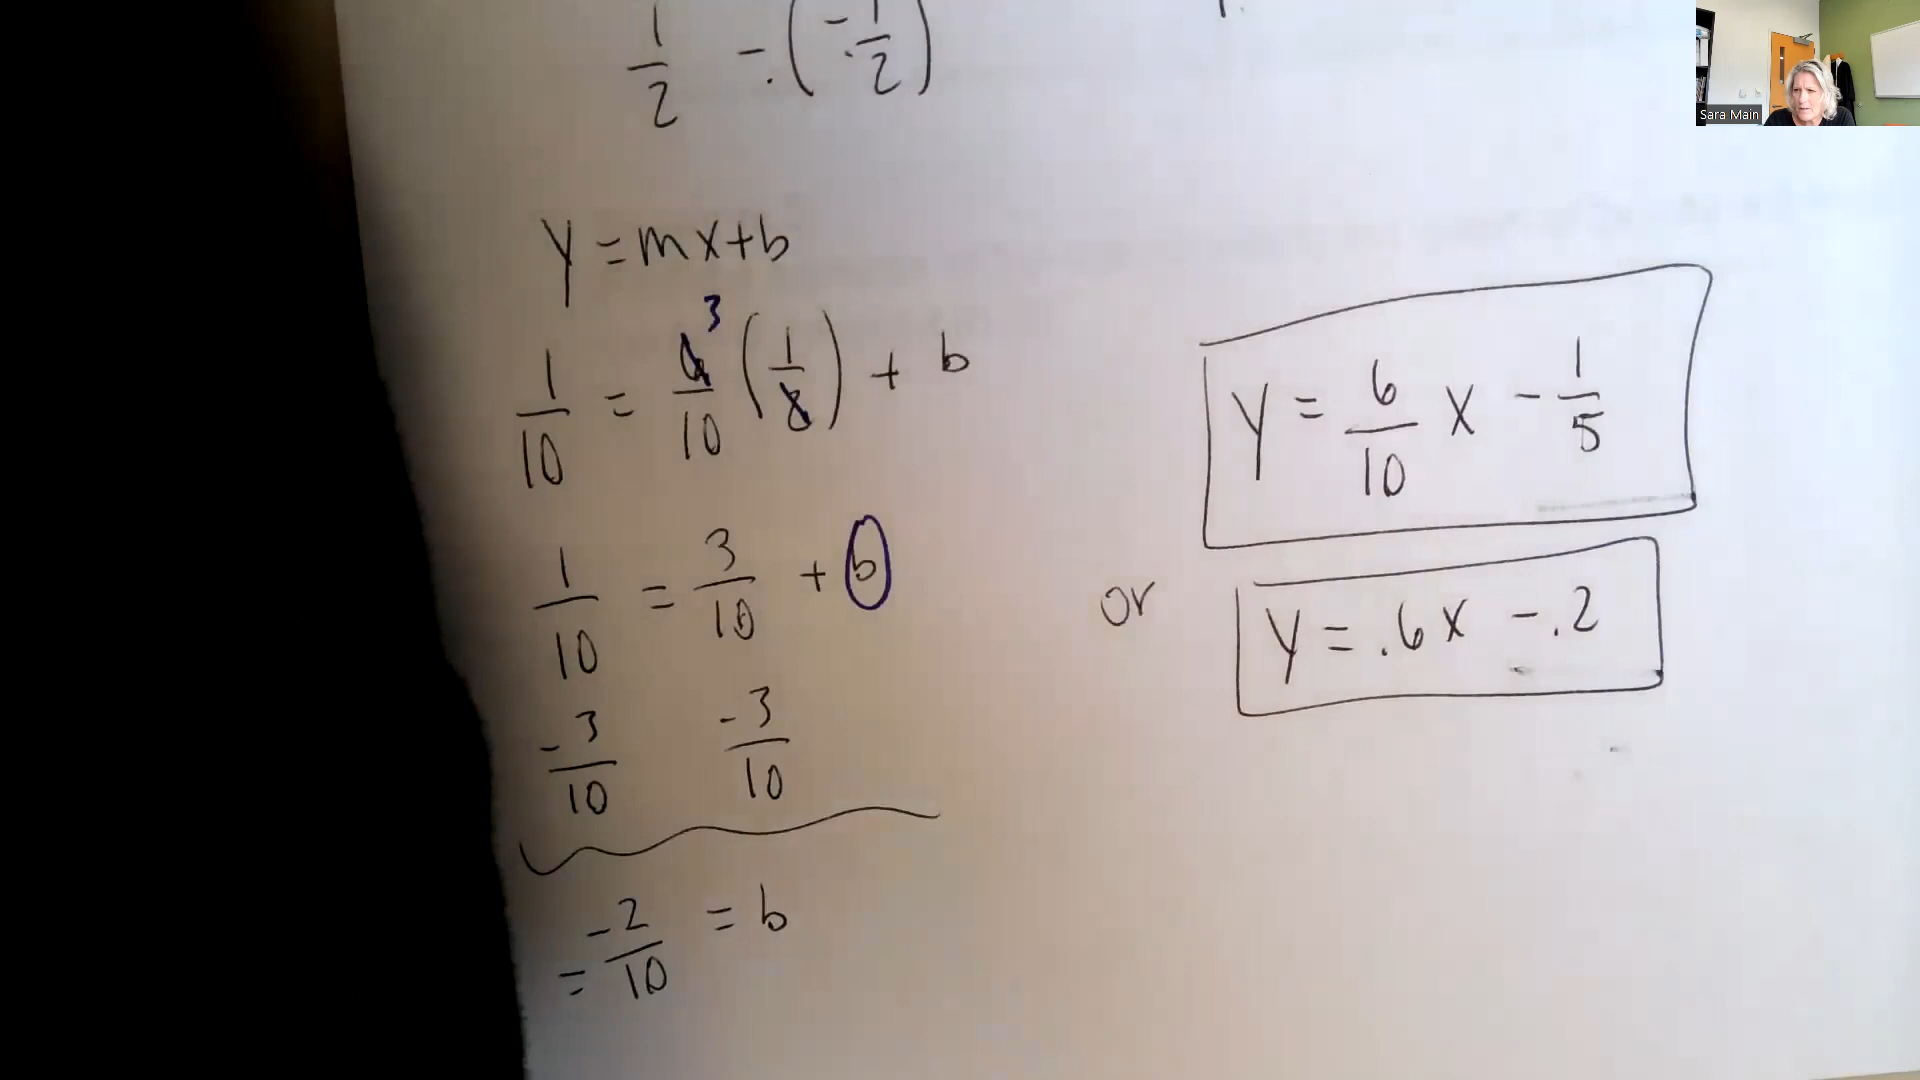 1/2 - (-1/2)
Sara Main
y = mx + b
3
1/10 = 6/10 (1/2) + b
1/10 = 3/10 + b
-3/10 -3/10
= -2/10 = b
y = 6/10 x - 1/5
or
y = .6x - .2